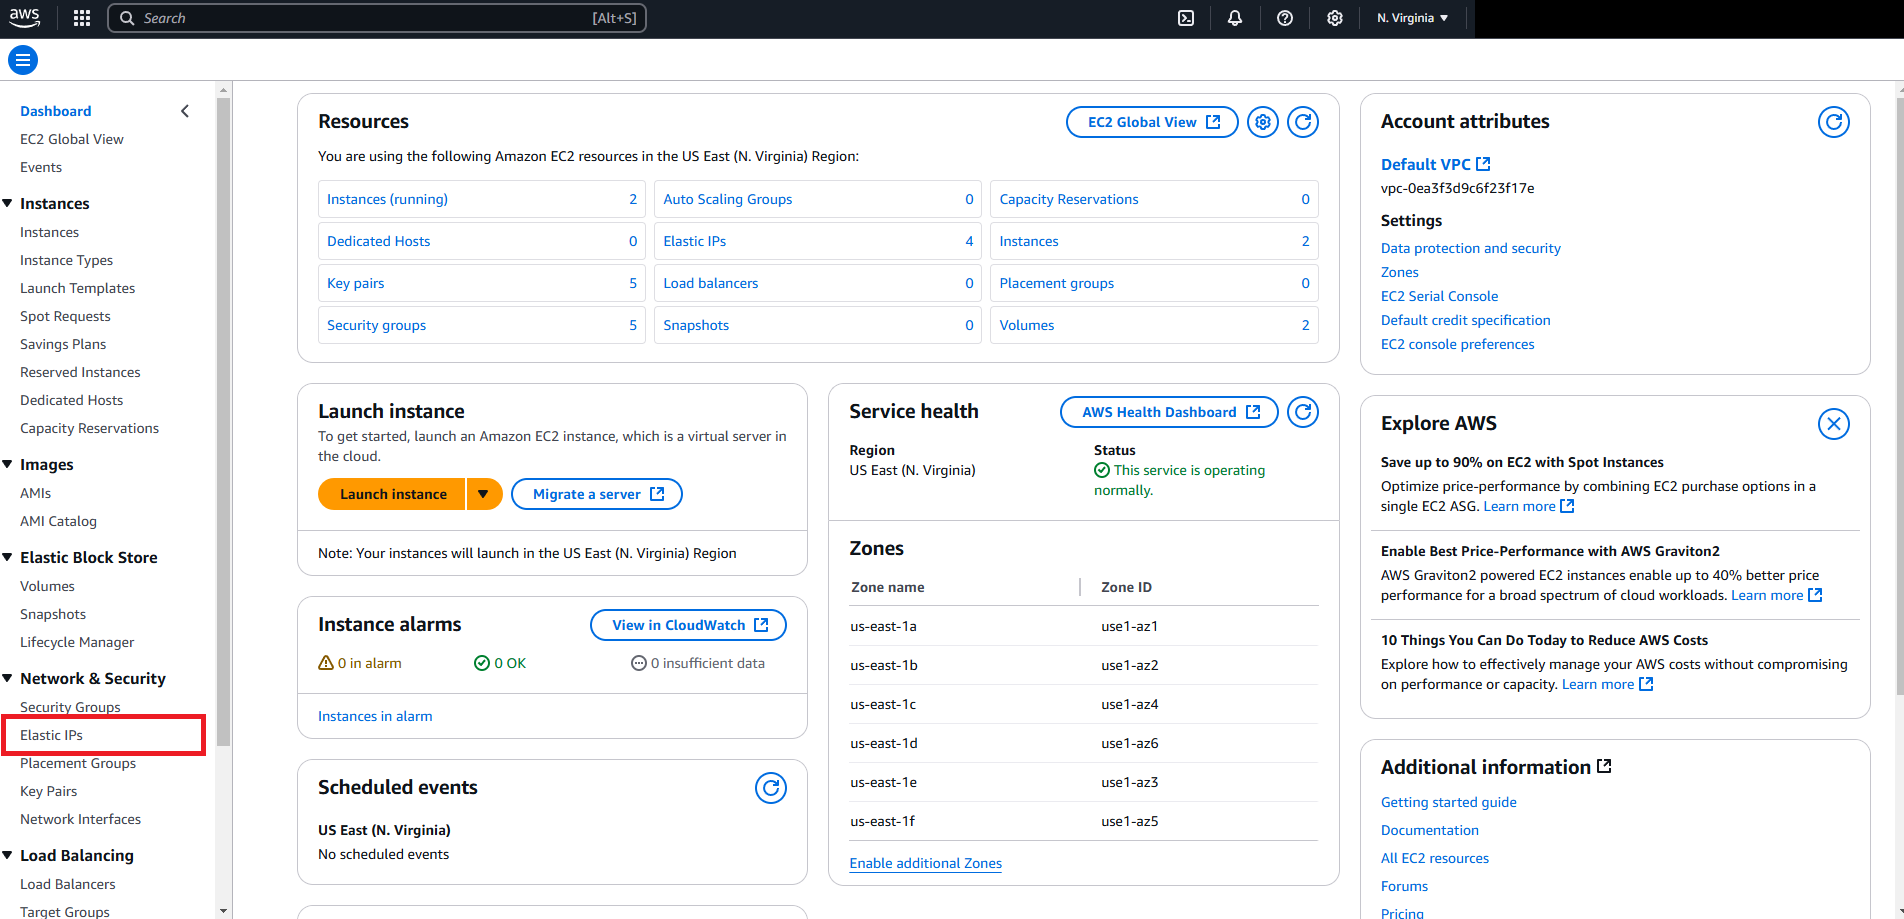 aws
Search
[Alt+S]
N. Virginia
Dashboard
EC2 Global View
Events
Instances
Instances
Instance Types
Launch Templates
Spot Requests
Savings Plans
Reserved Instances
Dedicated Hosts
Capacity Reservations
Images
AMIs
AMI Catalog
Elastic Block Store
Volumes
Snapshots
Lifecycle Manager
Network & Security
Security Groups
Elastic IPs
Placement Groups
Key Pairs
Network Interfaces
Load Balancing
Load Balancers
Target Groups
Resources
EC2 Global View
You are using the following Amazon EC2 resources in the US East (N. Virginia) Region:
Instances (running) 2
Auto Scaling Groups 0
Capacity Reservations 0
Dedicated Hosts 0
Elastic IPs 4
Instances 2
Key pairs 5
Load balancers 0
Placement groups 0
Security groups 5
Snapshots 0
Volumes 2
Launch instance
To get started, launch an Amazon EC2 instance, which is a virtual server in
the cloud.
Launch instance
Migrate a server
Note: Your instances will launch in the US East (N. Virginia) Region
Instance alarms
View in CloudWatch
0 in alarm
0 OK
0 insufficient data
Instances in alarm
Scheduled events
US East (N. Virginia)
No scheduled events
Service health
AWS Health Dashboard
Region
US East (N. Virginia)
Status
This service is operating
normally.
Zones
Zone name Zone ID
us-east-1a use1-az1
us-east-1b use1-az2
us-east-1c use1-az4
us-east-1d use1-az6
us-east-1e use1-az3
us-east-1f use1-az5
Enable additional Zones
Account attributes
Default VPC
vpc-0ea3f3d9c6f23f17e
Settings
Data protection and security
Zones
EC2 Serial Console
Default credit specification
EC2 console preferences
Explore AWS
Save up to 90% on EC2 with Spot Instances
Optimize price-performance by combining EC2 purchase options in a
single EC2 ASG. Learn more
Enable Best Price-Performance with AWS Graviton2
AWS Graviton2 powered EC2 instances enable up to 40% better price
performance for a broad spectrum of cloud workloads. Learn more
10 Things You Can Do Today to Reduce AWS Costs
Explore how to effectively manage your AWS costs without compromising
on performance or capacity. Learn more
Additional information
Getting started guide
Documentation
All EC2 resources
Forums
Pricing